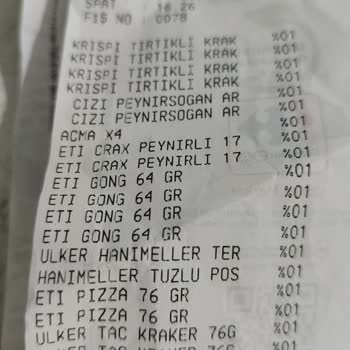 SAAT : 16.26
FİS NO : 0078
KRISPI TIRTIKLI KRAK %01
KRISPI TIRTIKLI KRAK %01
KRISPI TIRTIKLI KRAK %01
KRISPI TIRTIKLI KRAK %01
CIZI PEYNIRSOGAN AR %01
CIZI PEYNIRSOGAN AR %01
ACMA X4 %01
ETI CRAX PEYNIRLI 17 %01
ETI CRAX PEYNIRLI 17 %01
ETI GONG 64 GR %01
ETI GONG 64 GR %01
ETI GONG 64 GR %01
ETI GONG 64 GR %01
ULKER HANIMELLER TER %01
HANIMELLER TUZLU POS %01
ETI PIZZA 76 GR %01
ETI PIZZA 76 GR %01
ULKER TAC KRAKER 76G %01